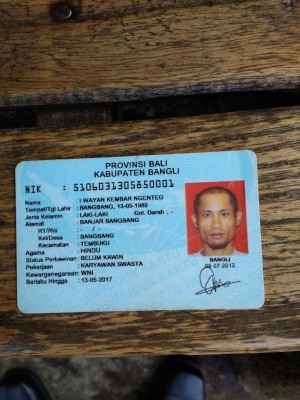 PROVINSI BALI
KABUPATEN BANGLI
NIK : 5106031305850001
Nama : I WAYAN KEMBAR NGENTEG
Tempat/Tgl Lahir : BANGBANG, 13-05-1985
Jenis Kelamin : LAKI-LAKI Gol. Darah : -
Alamat : BANJAR BANGBANG
RT/RW : - / -
Kel/Desa : BANGBANG
Kecamatan : TEMBUKU
Agama : HINDU
Status Perkawinan : BELUM KAWIN
Pekerjaan : KARYAWAN SWASTA
Kewarganegaraan : WNI
Berlaku Hingga : 13-05-2017
BANGLI
03-07-2012